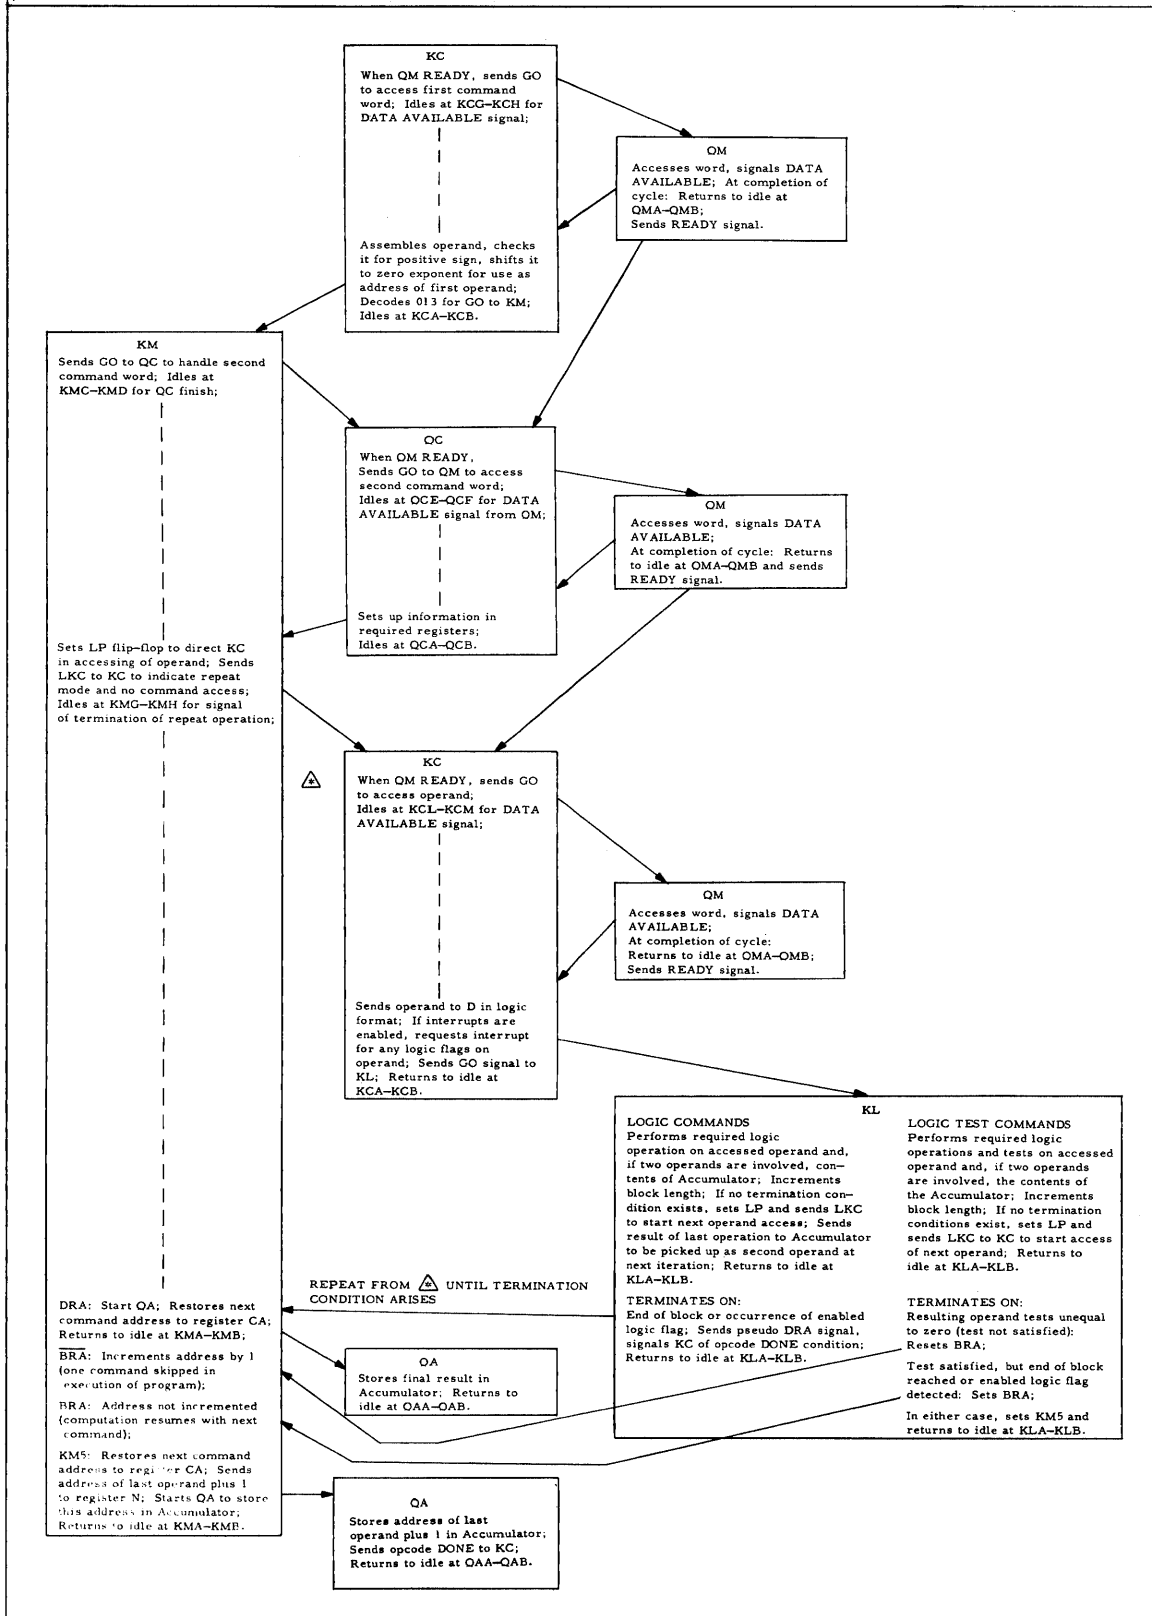 KC
When QM READY, sends GO
to access first command
word; Idles at KCG-KCH for
DATA AVAILABLE signal;
QM
Accesses word, signals DATA
AVAILABLE; At completion of
cycle: Returns to idle at
QMA-QMB;
Sends READY signal.
Assembles operand, checks
it for positive sign, shifts it
to zero exponent for use as
address of first operand;
Decodes 013 for GO to KM;
Idles at KCA-KCB.
KM
Sends GO to QC to handle second
command word; Idles at
KMC-KMD for QC finish;
QC
When QM READY,
Sends GO to QM to access
second command word;
Idles at QCE-QCF for DATA
AVAILABLE signal from QM;
QM
Accesses word, signals DATA
AVAILABLE;
At completion of cycle: Returns
to idle at QMA-QMB and sends
READY signal.
Sets up information in
required registers;
Idles at QCA-QCB.
Sets LP flip-flop to direct KC
in accessing of operand; Sends
LKC to KC to indicate repeat
mode and no command access;
Idles at KMG-KMH for signal
of termination of repeat operation;
*
KC
When QM READY, sends GO
to access operand;
Idles at KCL-KCM for DATA
AVAILABLE signal;
QM
Accesses word, signals DATA
AVAILABLE;
At completion of cycle:
Returns to idle at QMA-QMB;
Sends READY signal.
Sends operand to D in logic
format; If interrupts are
enabled, requests interrupt
for any logic flags on
operand; Sends GO signal to
KL; Returns to idle at
KCA-KCB.
KL
LOGIC COMMANDS
Performs required logic
operation on accessed operand and,
if two operands are involved, con-
tents of Accumulator; Increments
block length; If no termination con-
dition exists, sets LP and sends LKC
to start next operand access; Sends
result of last operation to Accumulator
to be picked up as second operand at
next iteration; Returns to idle at
KLA-KLB.
TERMINATES ON:
End of block or occurrence of enabled
logic flag; Sends pseudo DRA signal,
signals KC of opcode DONE condition;
Returns to idle at KLA-KLB.
LOGIC TEST COMMANDS
Performs required logic
operations and tests on accessed
operand and, if two operands
are involved, the contents of
the Accumulator; Increments
block length; If no termination
conditions exist, sets LP and
sends LKC to KC to start access
of next operand; Returns to
idle at KLA-KLB.
TERMINATES ON:
Resulting operand tests unequal
to zero (test not satisfied):
Resets BRA;
Test satisfied, but end of block
reached or enabled logic flag
detected: Sets BRA;
In either case, sets KM5 and
returns to idle at KLA-KLB.
REPEAT FROM * UNTIL TERMINATION
CONDITION ARISES
DRA: Start QA; Restores next
command address to register CA;
Returns to idle at KMA-KMB;
BRA: Increments address by 1
(one command skipped in
execution of program);
BRA: Address not incremented
(computation resumes with next
command);
KM5: Restores next command
address to register CA; Sends
address of last operand plus 1
to register N; Starts QA to store
this address in Accumulator;
Returns to idle at KMA-KMB.
QA
Stores final result in
Accumulator; Returns to
idle at QAA-QAB.
QA
Stores address of last
operand plus 1 in Accumulator;
Sends opcode DONE to KC;
Returns to idle at QAA-QAB.